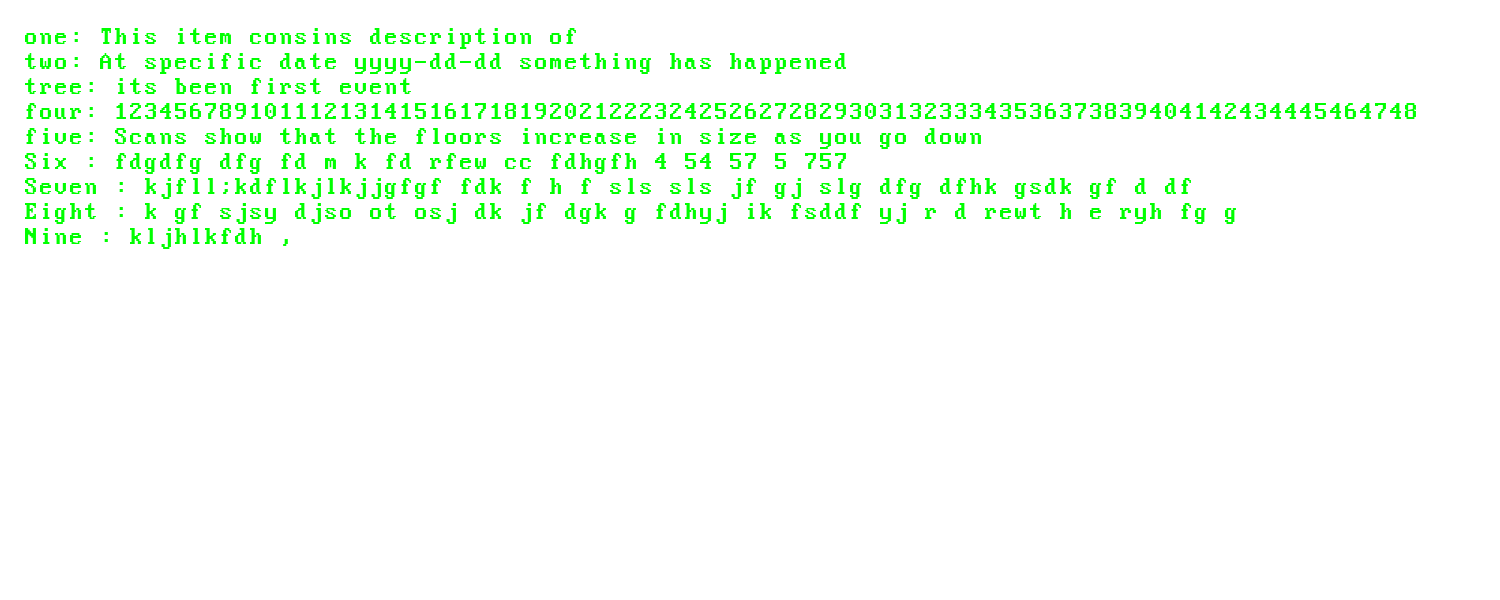 one: This item consins description of
two: At specific date yyyy-dd-dd something has happened
tree: its been first event
four: 123456789101112131415161718192021222324252627282930313233343536373839404142434445464748
five: Scans show that the floors increase in size as you go down
Six : fdgdfg dfg fd m k fd rfew cc fdhgfh 4 54 57 5 757
Seven : kjfll;kdflkjlkjjgfgf fdk f h f sls sls jf gj slg dfg dfhk gsdk gf d df
Eight : k gf sjsy djso ot osj dk jf dgk g fdhyj ik fsddf yj r d rewt h e ryh fg g
Nine : kljhlkfdh ,